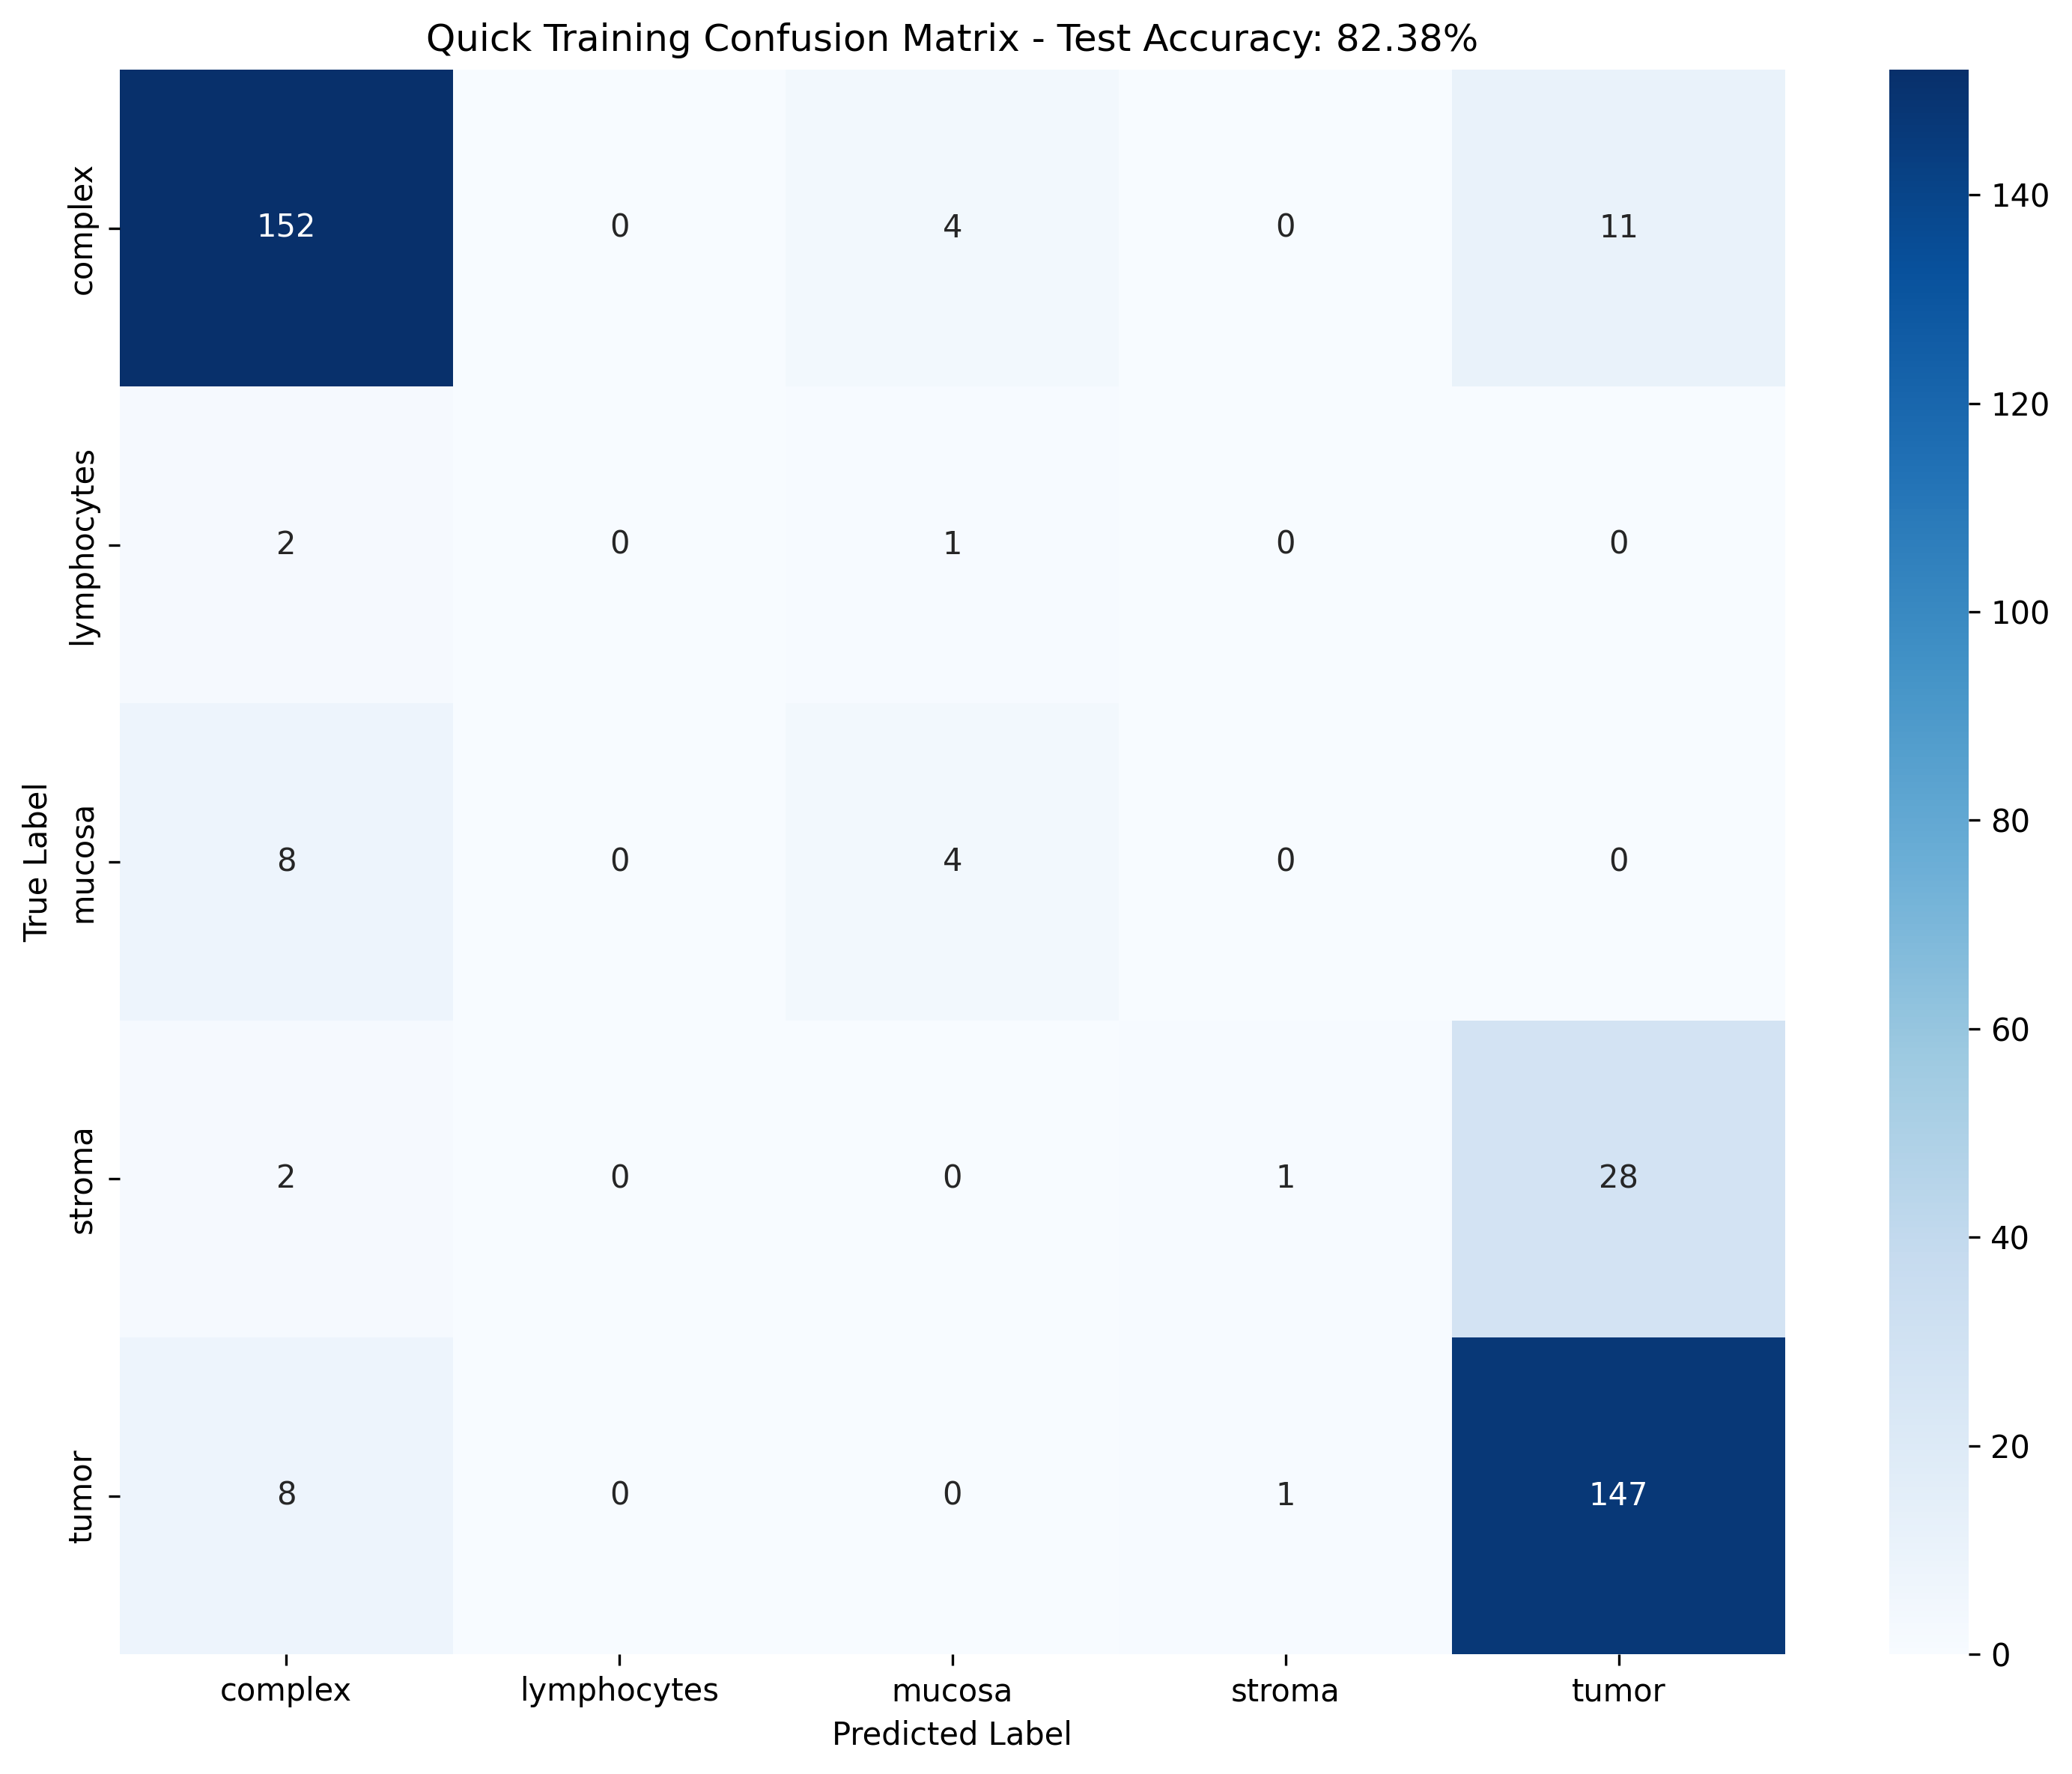 Quick Training Confusion Matrix - Test Accuracy: 82.38%
True Label
complex
152 0 4 0 11
lymphocytes
2 0 1 0 0
mucosa
8 0 4 0 0
stroma
2 0 0 1 28
tumor
8 0 0 1 147
complex lymphocytes mucosa stroma tumor
Predicted Label
140
120
100
80
60
40
20
0